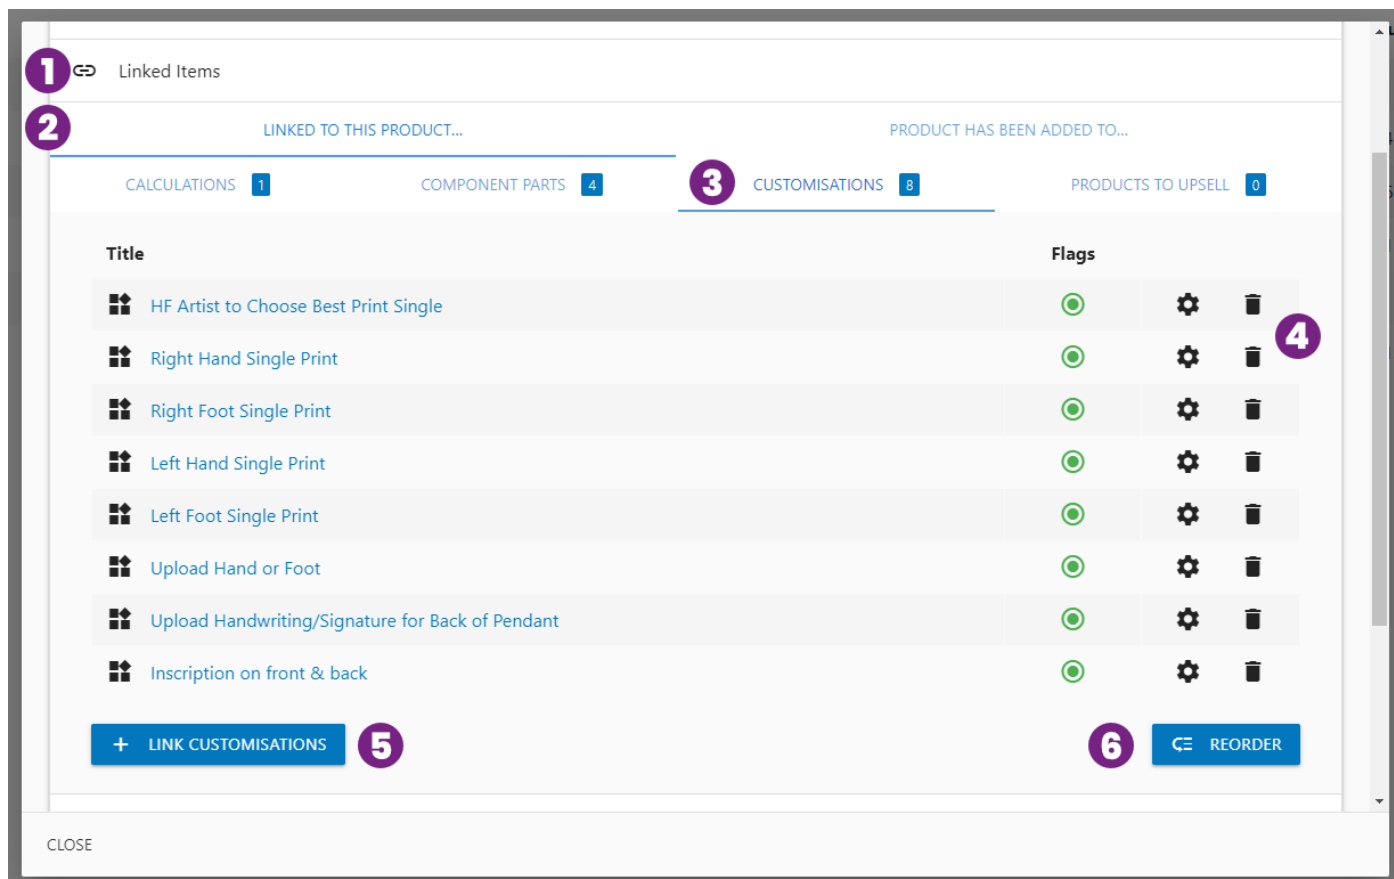 1 Linked Items
2 LINKED TO THIS PRODUCT... PRODUCT HAS BEEN ADDED TO...
CALCULATIONS 1 COMPONENT PARTS 4 3 CUSTOMISATIONS 8 PRODUCTS TO UPSELL 0
Title Flags
HF Artist to Choose Best Print Single
4
Right Hand Single Print
Right Foot Single Print
Left Hand Single Print
Left Foot Single Print
Upload Hand or Foot
Upload Handwriting/Signature for Back of Pendant
Inscription on front & back
+ LINK CUSTOMISATIONS 5 6 REORDER
CLOSE